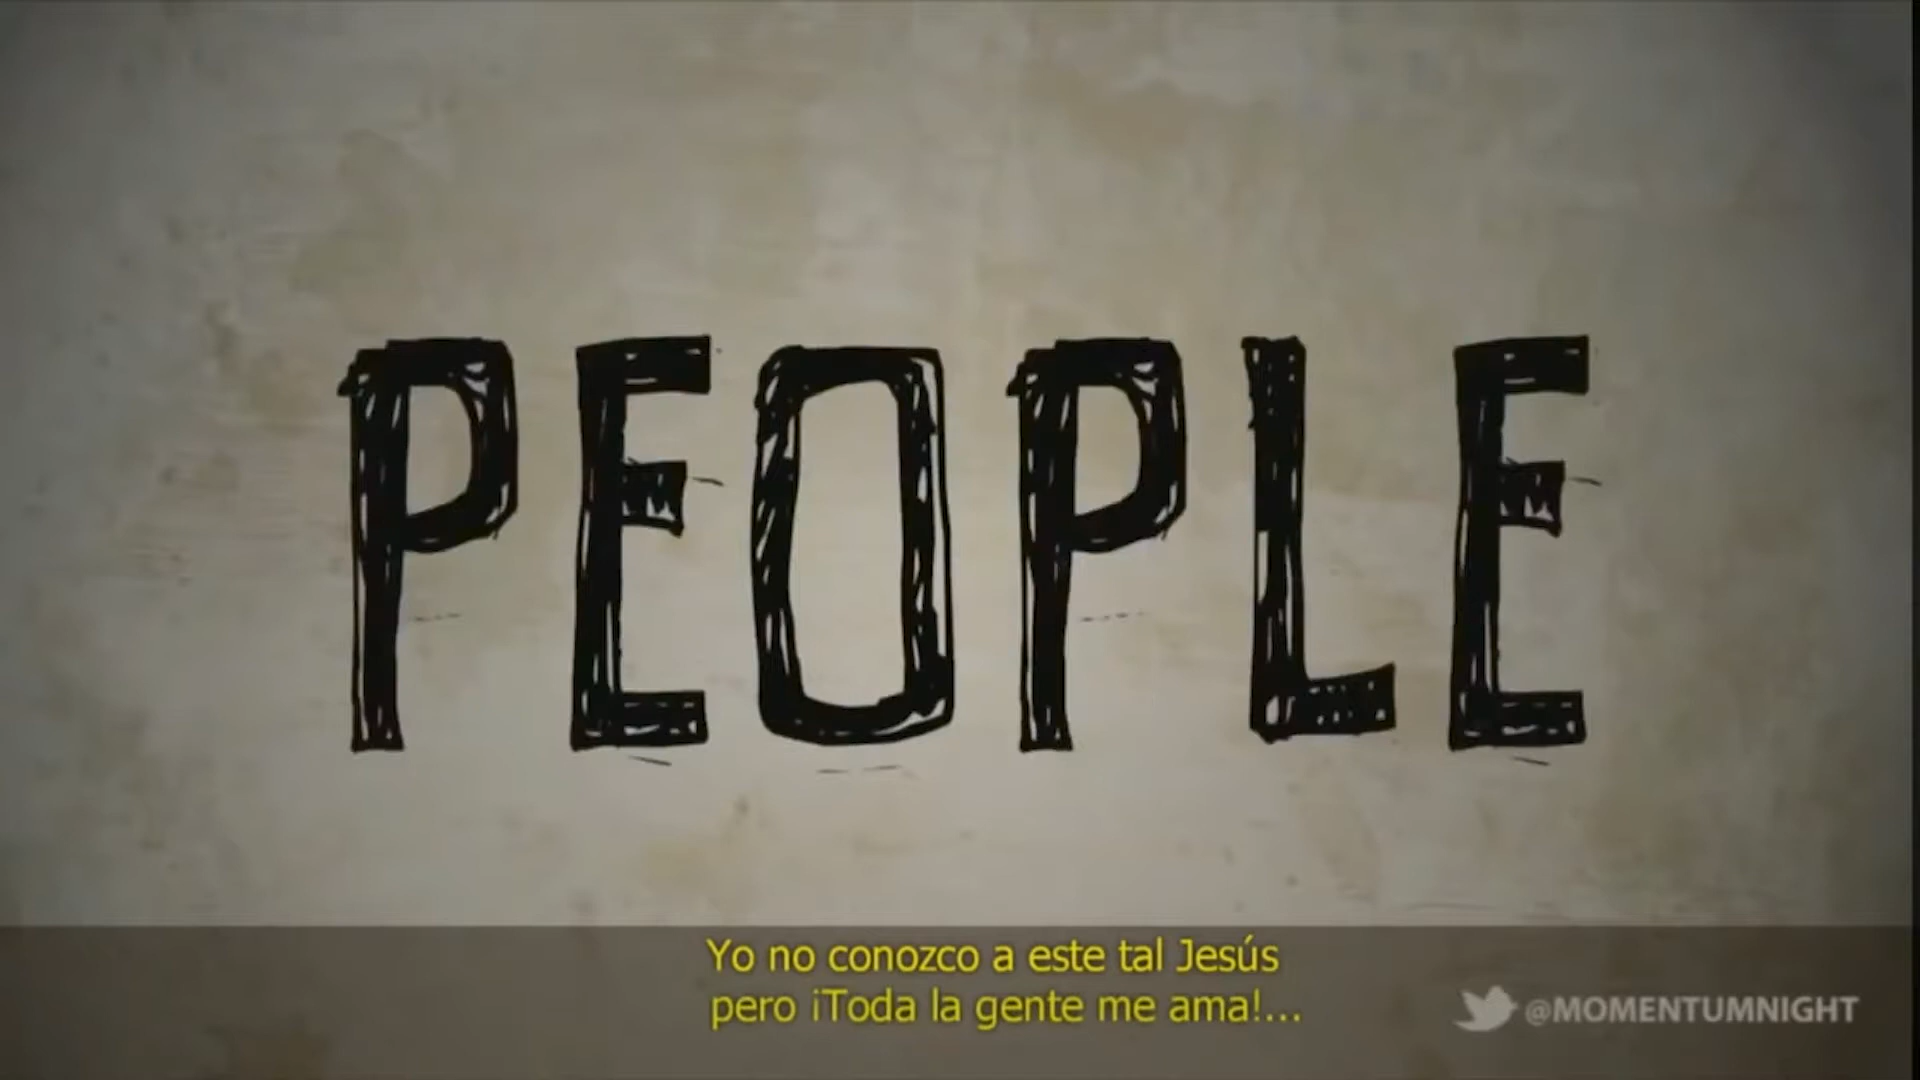 PEOPLE
Yo no conozco a este tal Jesús
pero ¡Toda la gente me ama!...
@MOMENTUMNIGHT